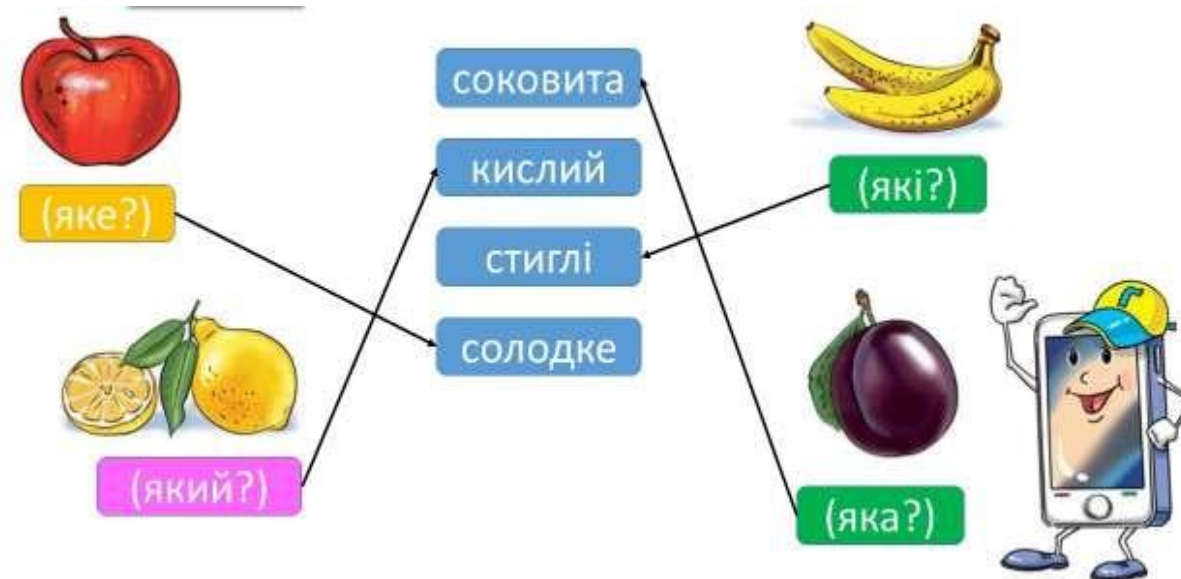 соковита
кислий
стиглі
солодке
(яке?)
(який?)
(які?)
(яка?)
Г